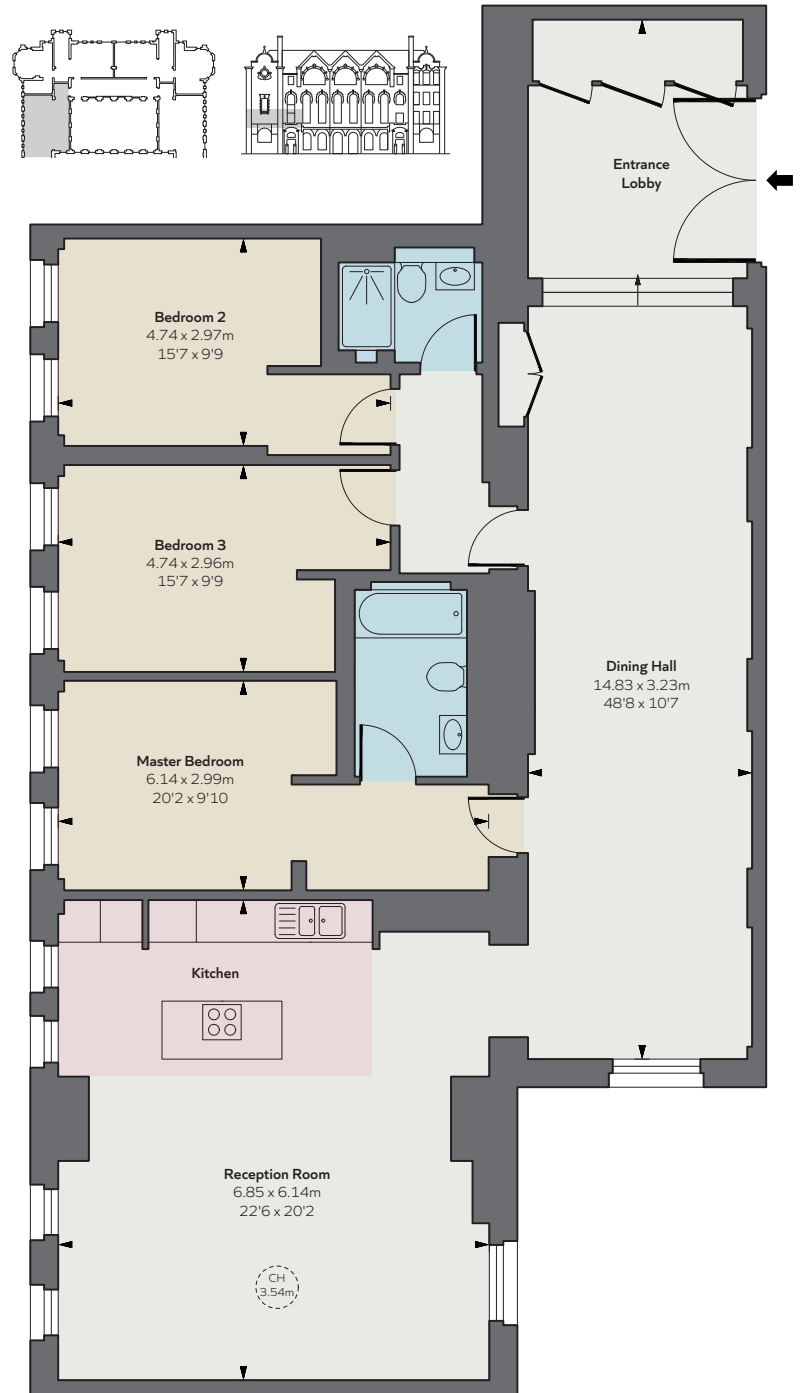 Entrance
Lobby
Bedroom 2
4.74 x 2.97m
15'7 x 9'9
Bedroom 3
4.74 x 2.96m
15'7 x 9'9
Dining Hall
14.83 x 3.23m
48'8 x 10'7
Master Bedroom
6.14 x 2.99m
20'2 x 9'10
Kitchen
Reception Room
6.85 x 6.14m
22'6 x 20'2
CH
3.54m